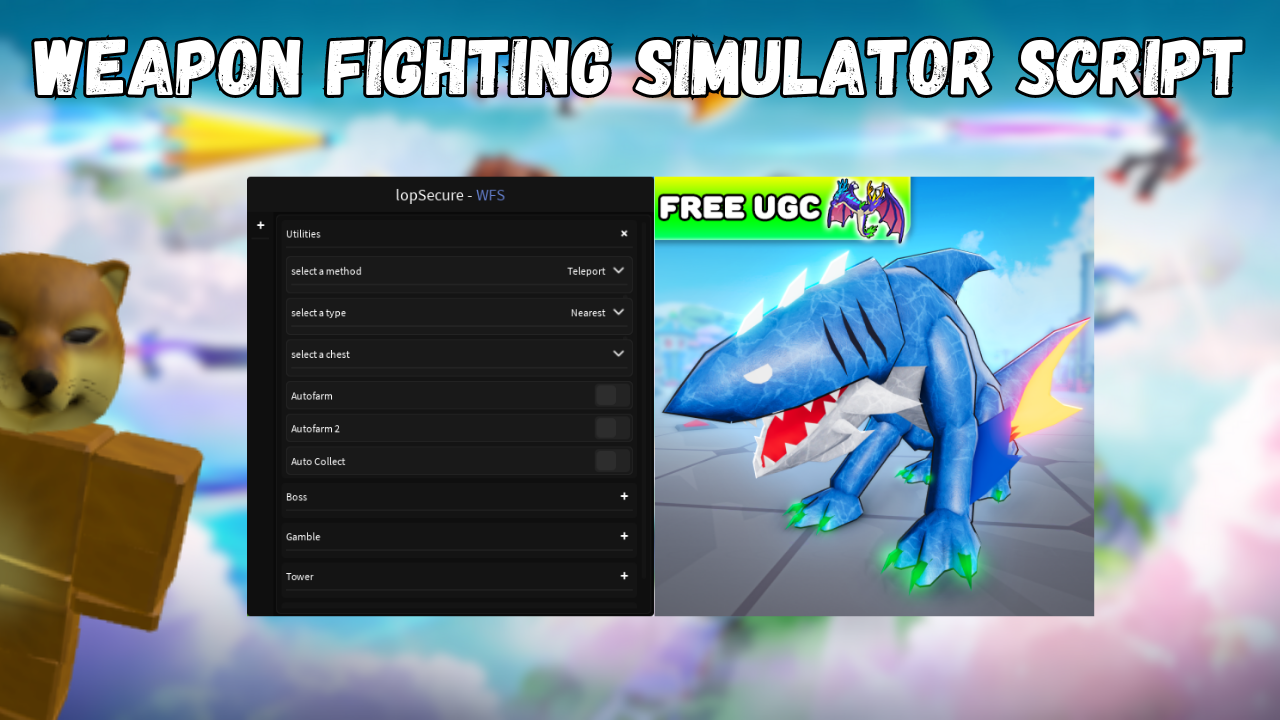 WEAPON FIGHTING SIMULATOR SCRIPT
lopSecure - WFS
+
Utilities ×
select a method Teleport
select a type Nearest
select a chest
Autofarm
Autofarm 2
Auto Collect
Boss +
Gamble +
Tower +
FREE UGC